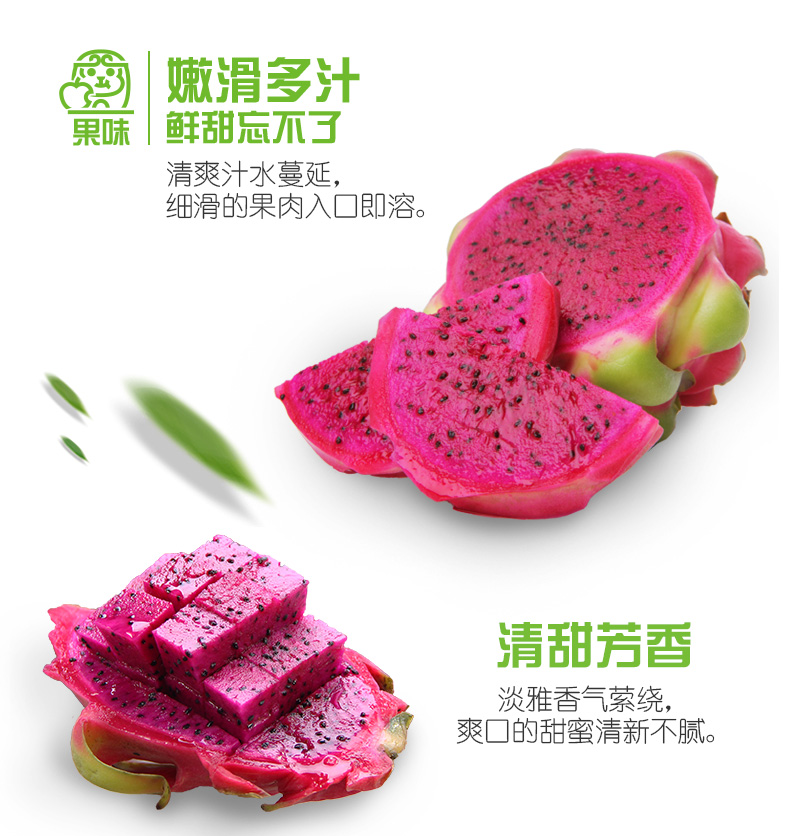 果味
嫩滑多汁
鲜甜忘不了
清爽汁水蔓延，
细滑的果肉入口即溶。
清甜芳香
淡雅香气萦绕，
爽口的甜蜜清新不腻。